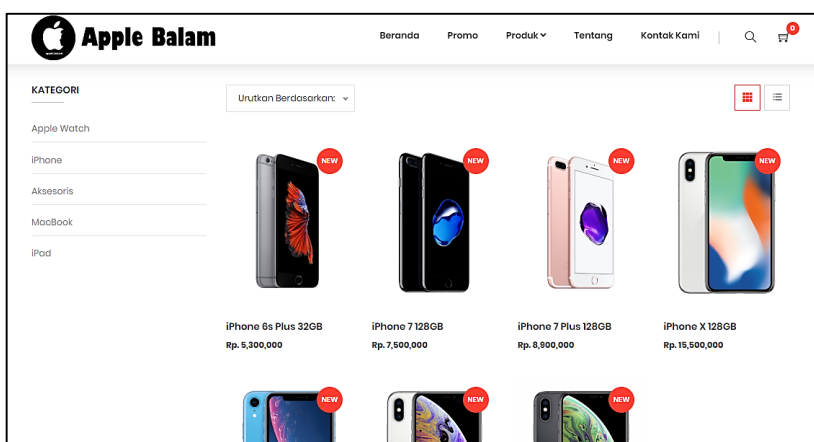 Apple Balam
Beranda Promo Produk Tentang Kontak Kami 0
KATEGORI
Urutkan Berdasarkan:
Apple Watch
iPhone
Aksesoris
MacBook
iPad
NEW NEW NEW NEW
iPhone 6s Plus 32GB iPhone 7 128GB iPhone 7 Plus 128GB iPhone X 128GB
Rp. 5,300,000 Rp. 7,500,000 Rp. 8,900,000 Rp. 15,500,000
NEW NEW NEW